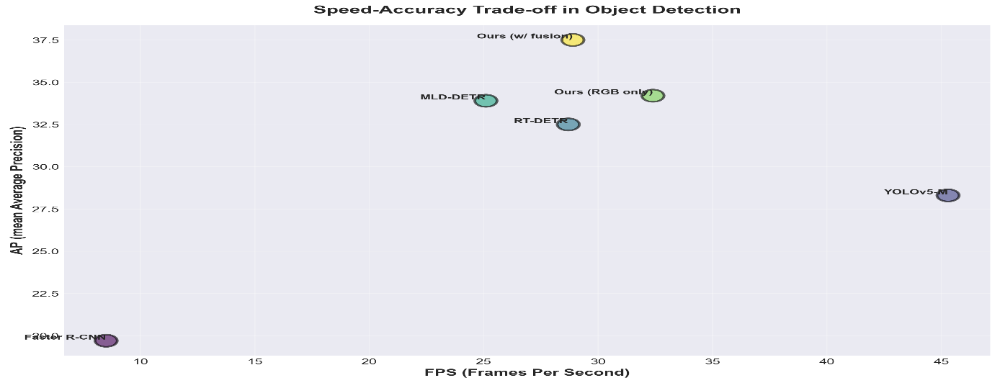 Speed-Accuracy Trade-off in Object Detection
AP (mean Average Precision)
37.5
35.0
32.5
30.0
27.5
25.0
22.5
20.0
Ours (w/ fusion)
Ours (RGB only)
MLD-DETR
RT-DETR
YOLOv5-M
Faster R-CNN
10 15 20 25 30 35 40 45
FPS (Frames Per Second)